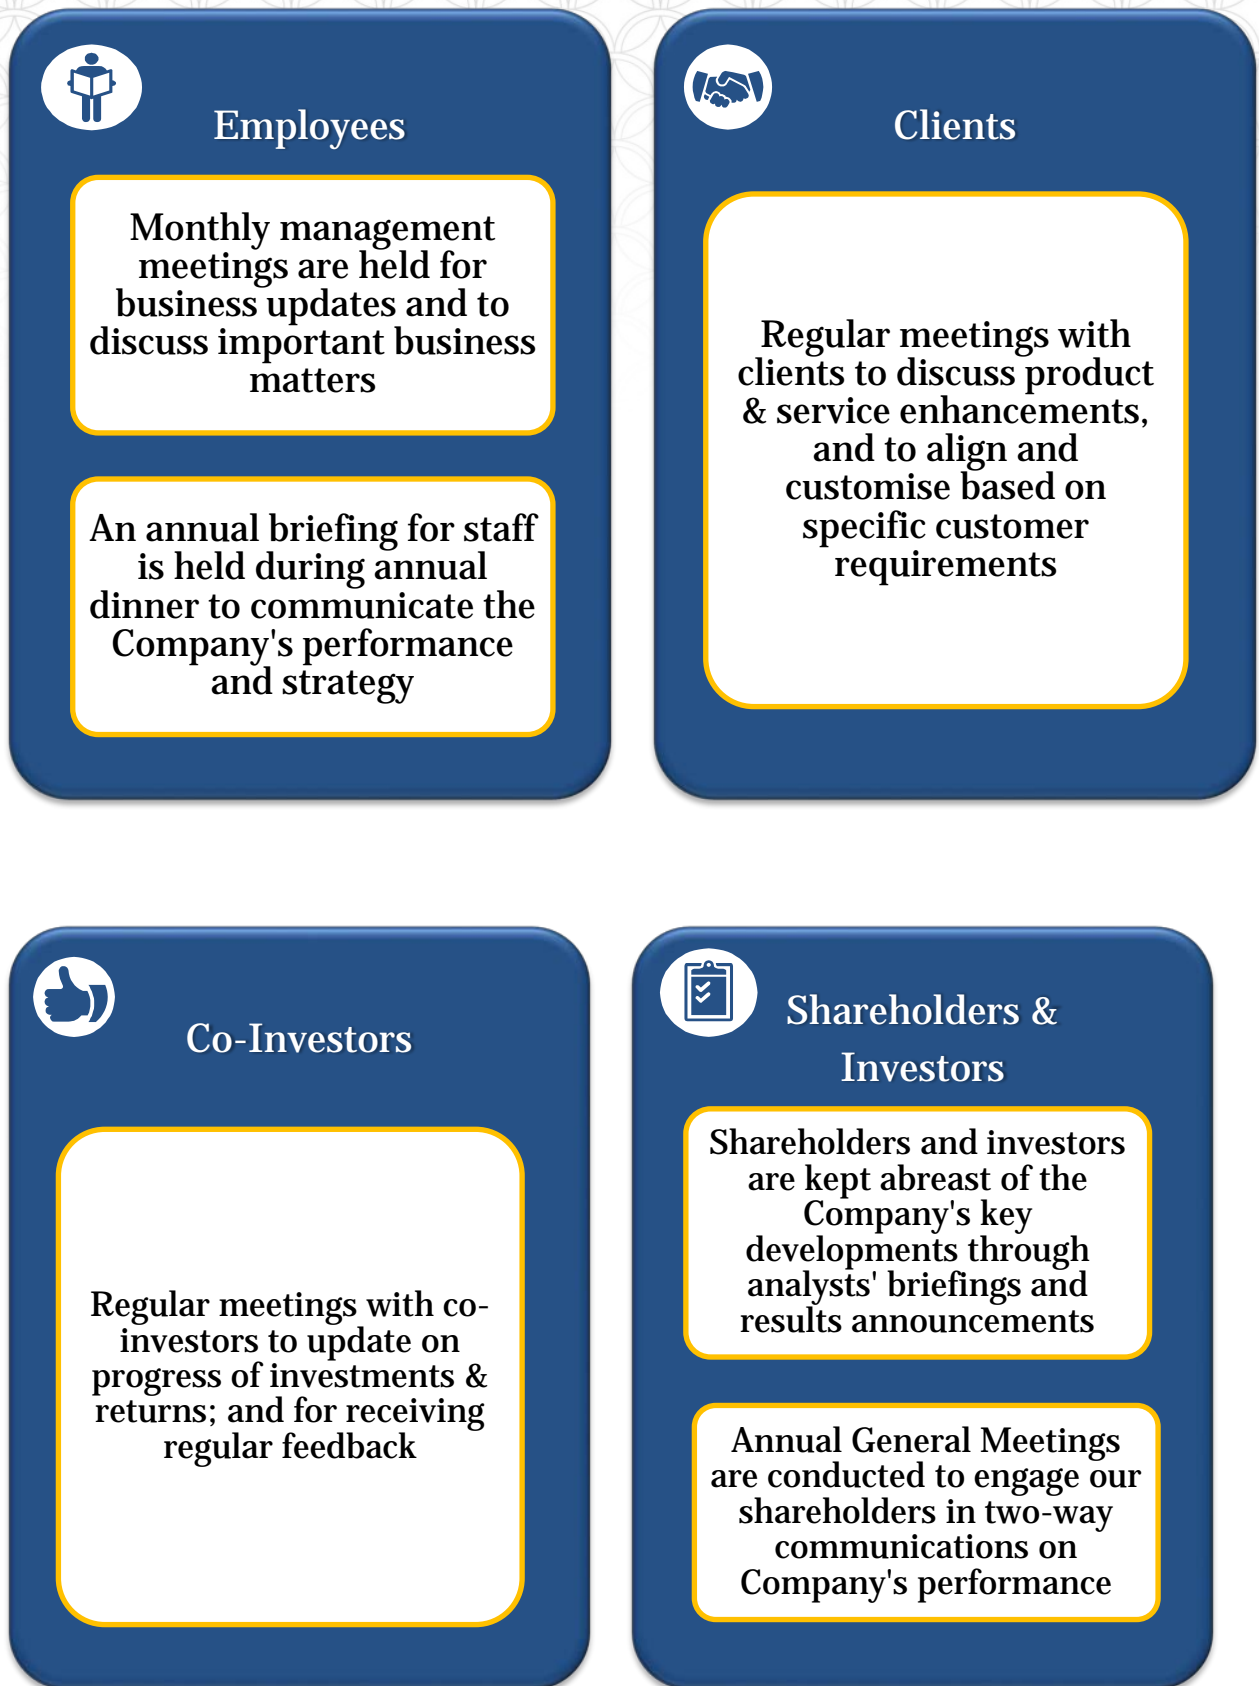 Employees
Monthly management
meetings are held for
business updates and to
discuss important business
matters
An annual briefing for staff
is held during annual
dinner to communicate the
Company's performance
and strategy
Clients
Regular meetings with
clients to discuss product
& service enhancements,
and to align and
customise based on
specific customer
requirements
Co-Investors
Regular meetings with co-
investors to update on
progress of investments &
returns; and for receiving
regular feedback
Shareholders &
Investors
Shareholders and investors
are kept abreast of the
Company's key
developments through
analysts' briefings and
results announcements
Annual General Meetings
are conducted to engage our
shareholders in two-way
communications on
Company's performance